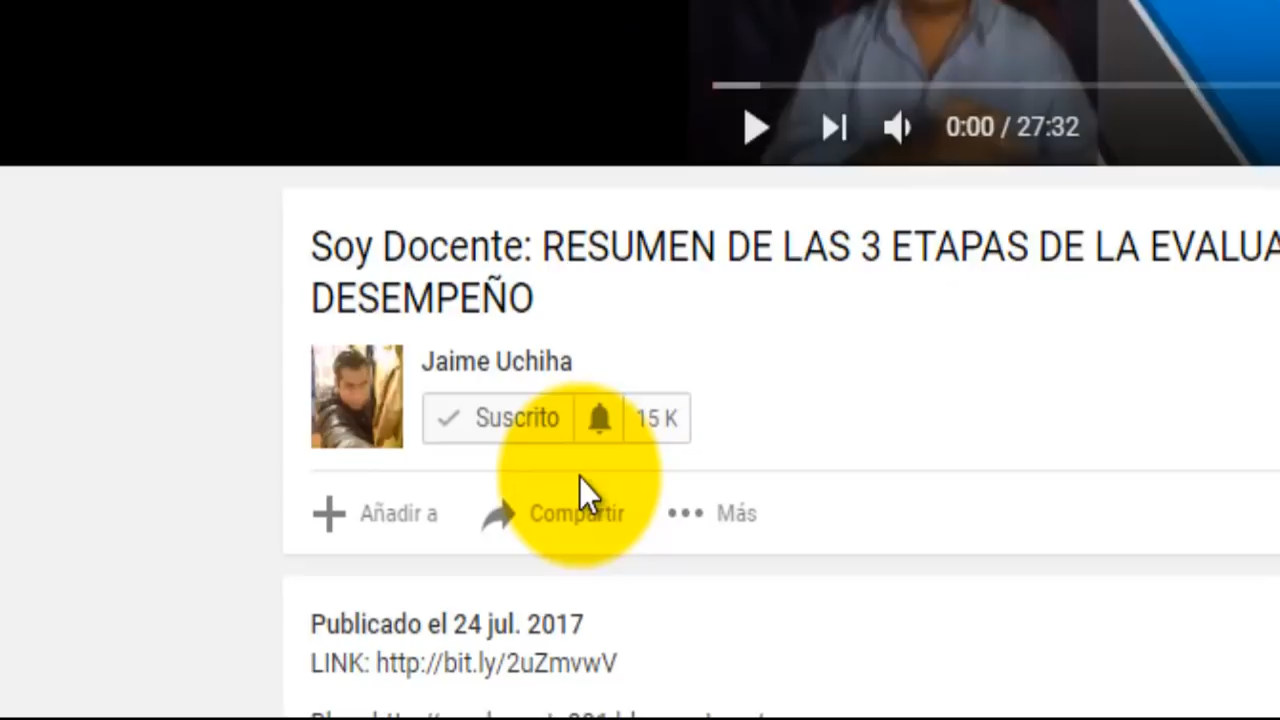 0:00 / 27:32
Soy Docente: RESUMEN DE LAS 3 ETAPAS DE LA EVALUA
DESEMPEÑO
Jaime Uchiha
Suscrito 15 K
Añadir a Compartir Más
Publicado el 24 jul. 2017
LINK: http://bit.ly/2uZmvwV